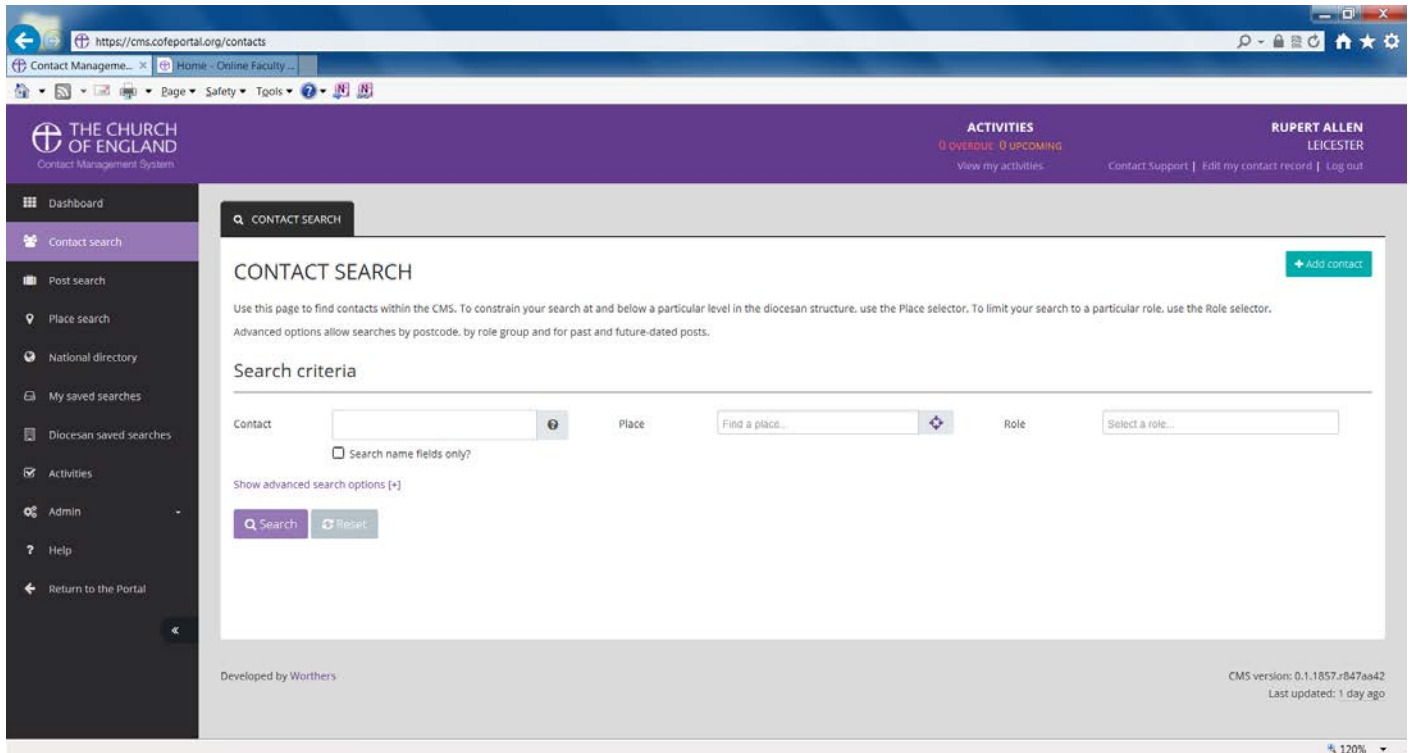 https://cms.cofeportal.org/contacts
Contact Manageme...
Home - Online Faculty ...
Page
Safety
Tools
THE CHURCH
OF ENGLAND
Contact Management System
ACTIVITIES
0 OVERDUE 0 UPCOMING
View my activities
RUPERT ALLEN
LEICESTER
Contact Support | Edit my contact record | Log out
Dashboard
Contact search
Post search
Place search
National directory
My saved searches
Diocesan saved searches
Activities
Admin
Help
Return to the Portal
CONTACT SEARCH
CONTACT SEARCH
+ Add contact
Use this page to find contacts within the CMS. To constrain your search at and below a particular level in the diocesan structure, use the Place selector. To limit your search to a particular role, use the Role selector.
Advanced options allow searches by postcode, by role group and for past and future-dated posts.
Search criteria
Contact
Place
Find a place...
Role
Select a role...
Search name fields only?
Show advanced search options [+]
Search
Reset
Developed by Worthers
CMS version: 0.1.1857.r847aa42
Last updated: 1 day ago
120%